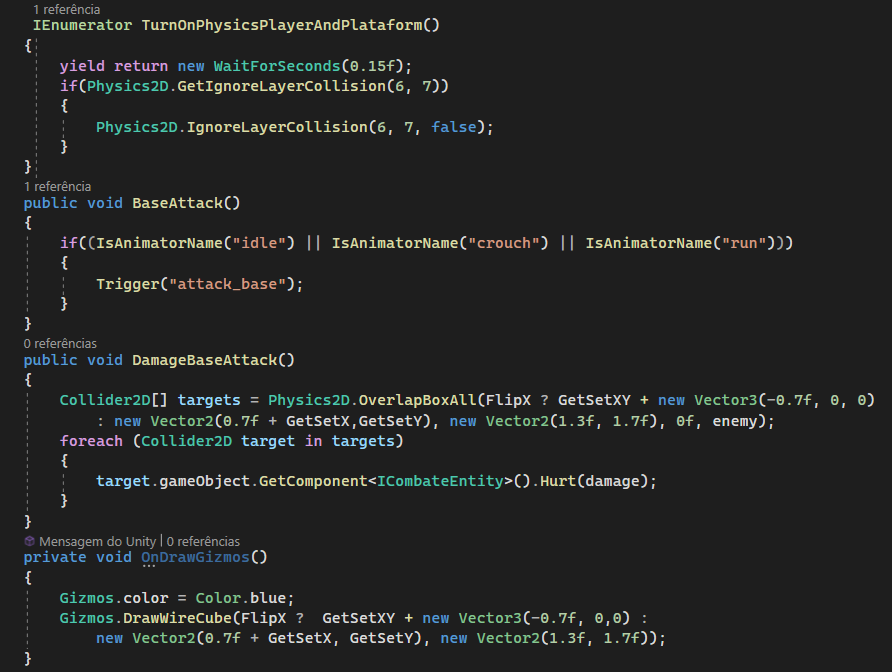 1 referência
IEnumerator TurnOnPhysicsPlayerAndPlataform()
{
yield return new WaitForSeconds(0.15f);
if(Physics2D.GetIgnoreLayerCollision(6, 7))
{
Physics2D.IgnoreLayerCollision(6, 7, false);
}
}
1 referência
public void BaseAttack()
{
if((IsAnimatorName("idle") || IsAnimatorName("crouch") || IsAnimatorName("run")))
{
Trigger("attack_base");
}
}
0 referências
public void DamageBaseAttack()
{
Collider2D[] targets = Physics2D.OverlapBoxAll(FlipX ? GetSetXY + new Vector3(-0.7f, 0, 0)
: new Vector2(0.7f + GetSetX,GetSetY), new Vector2(1.3f, 1.7f), 0f, enemy);
foreach (Collider2D target in targets)
{
target.gameObject.GetComponent<ICombateEntity>().Hurt(damage);
}
}
Mensagem do Unity | 0 referências
private void OnDrawGizmos()
{
Gizmos.color = Color.blue;
Gizmos.DrawWireCube(FlipX ?  GetSetXY + new Vector3(-0.7f, 0,0) :
new Vector2(0.7f + GetSetX, GetSetY), new Vector2(1.3f, 1.7f));
}